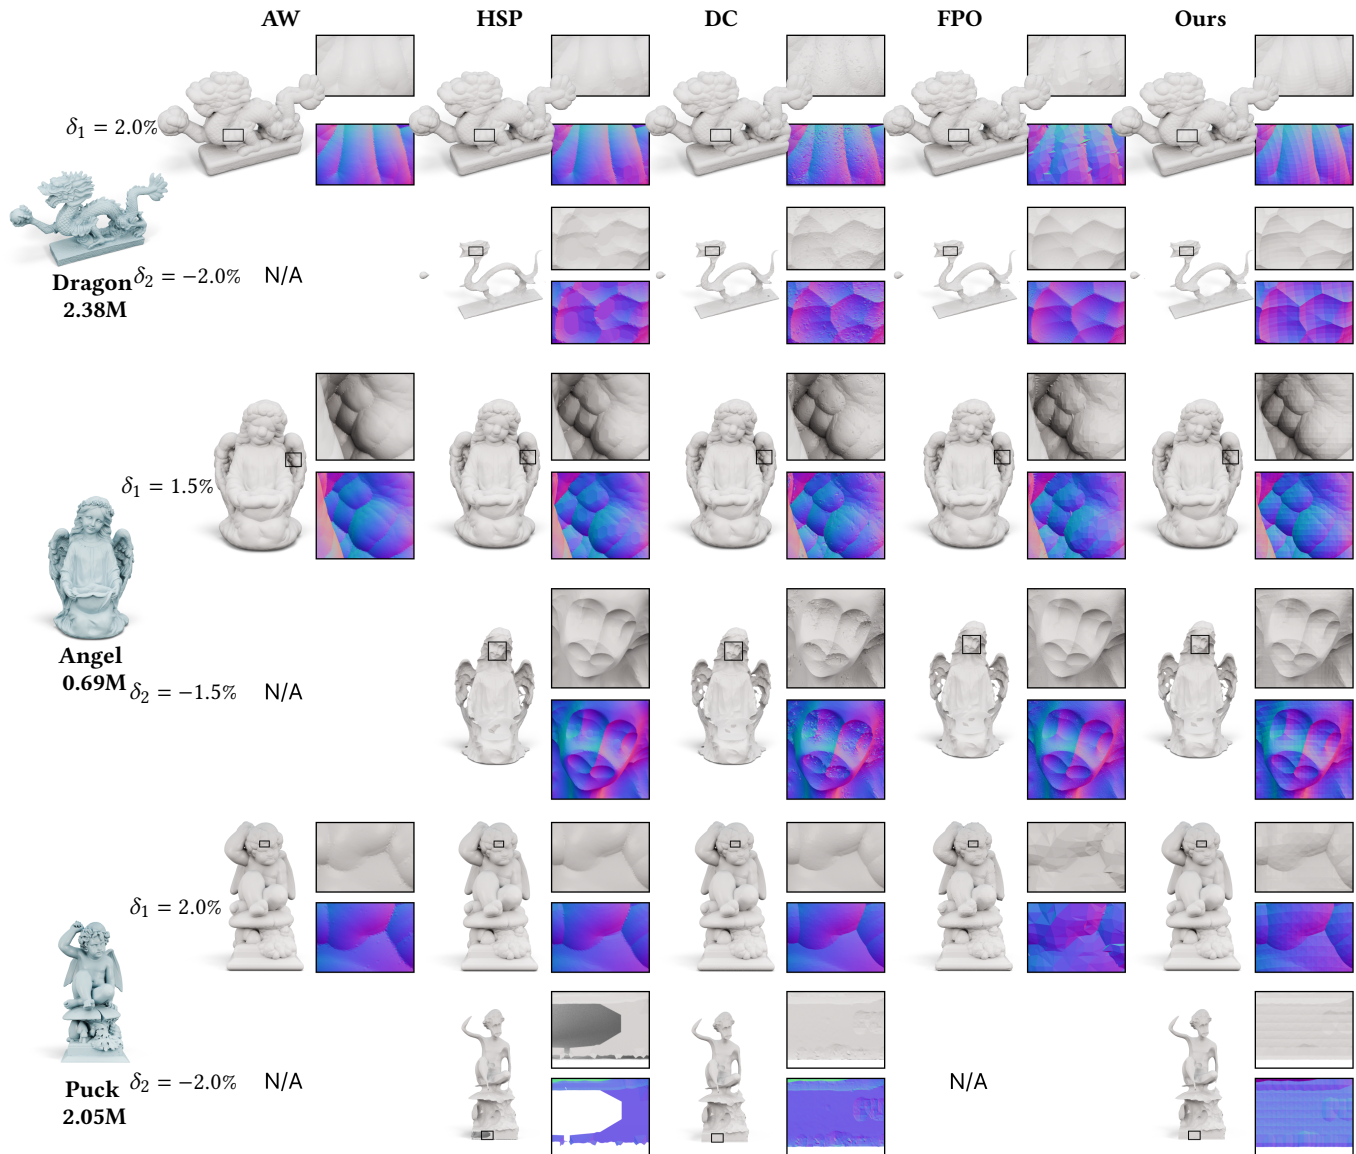 AW HSP DC FPO Ours
δ₁ = 2.0%
Dragon
2.38M
δ₂ = −2.0% N/A
δ₁ = 1.5%
Angel
0.69M
δ₂ = −1.5% N/A
δ₁ = 2.0%
Puck
2.05M
δ₂ = −2.0% N/A N/A